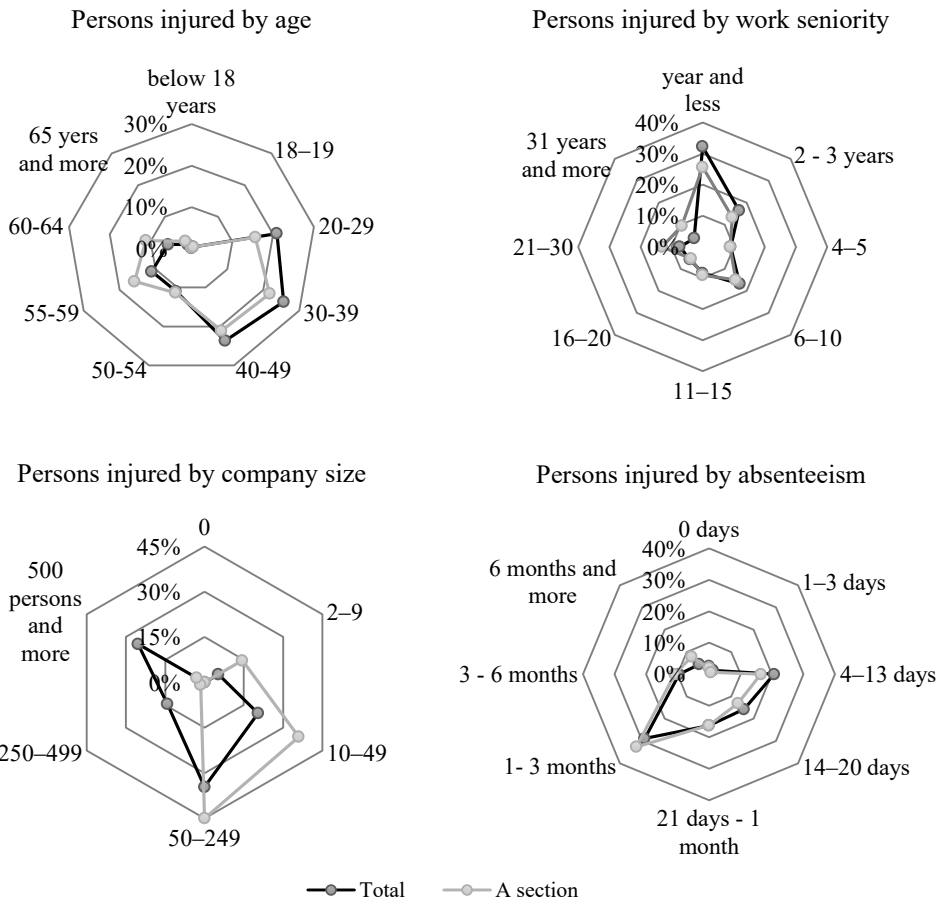 Persons injured by age
below 18
years
30%
20%
10%
0%
18–19
20-29
30-39
40-49
50-54
55-59
60-64
65 yers
and more
Persons injured by work seniority
year and
less
40%
30%
20%
10%
0%
2 - 3 years
4–5
6–10
11–15
16–20
21–30
31 years
and more
Persons injured by company size
0
45%
30%
15%
0%
2–9
10–49
50–249
250–499
500
persons
and
more
Persons injured by absenteeism
0 days
40%
30%
20%
10%
0%
1–3 days
4–13 days
14–20 days
21 days - 1
month
1- 3 months
3 - 6 months
6 months and
more
Total
A section